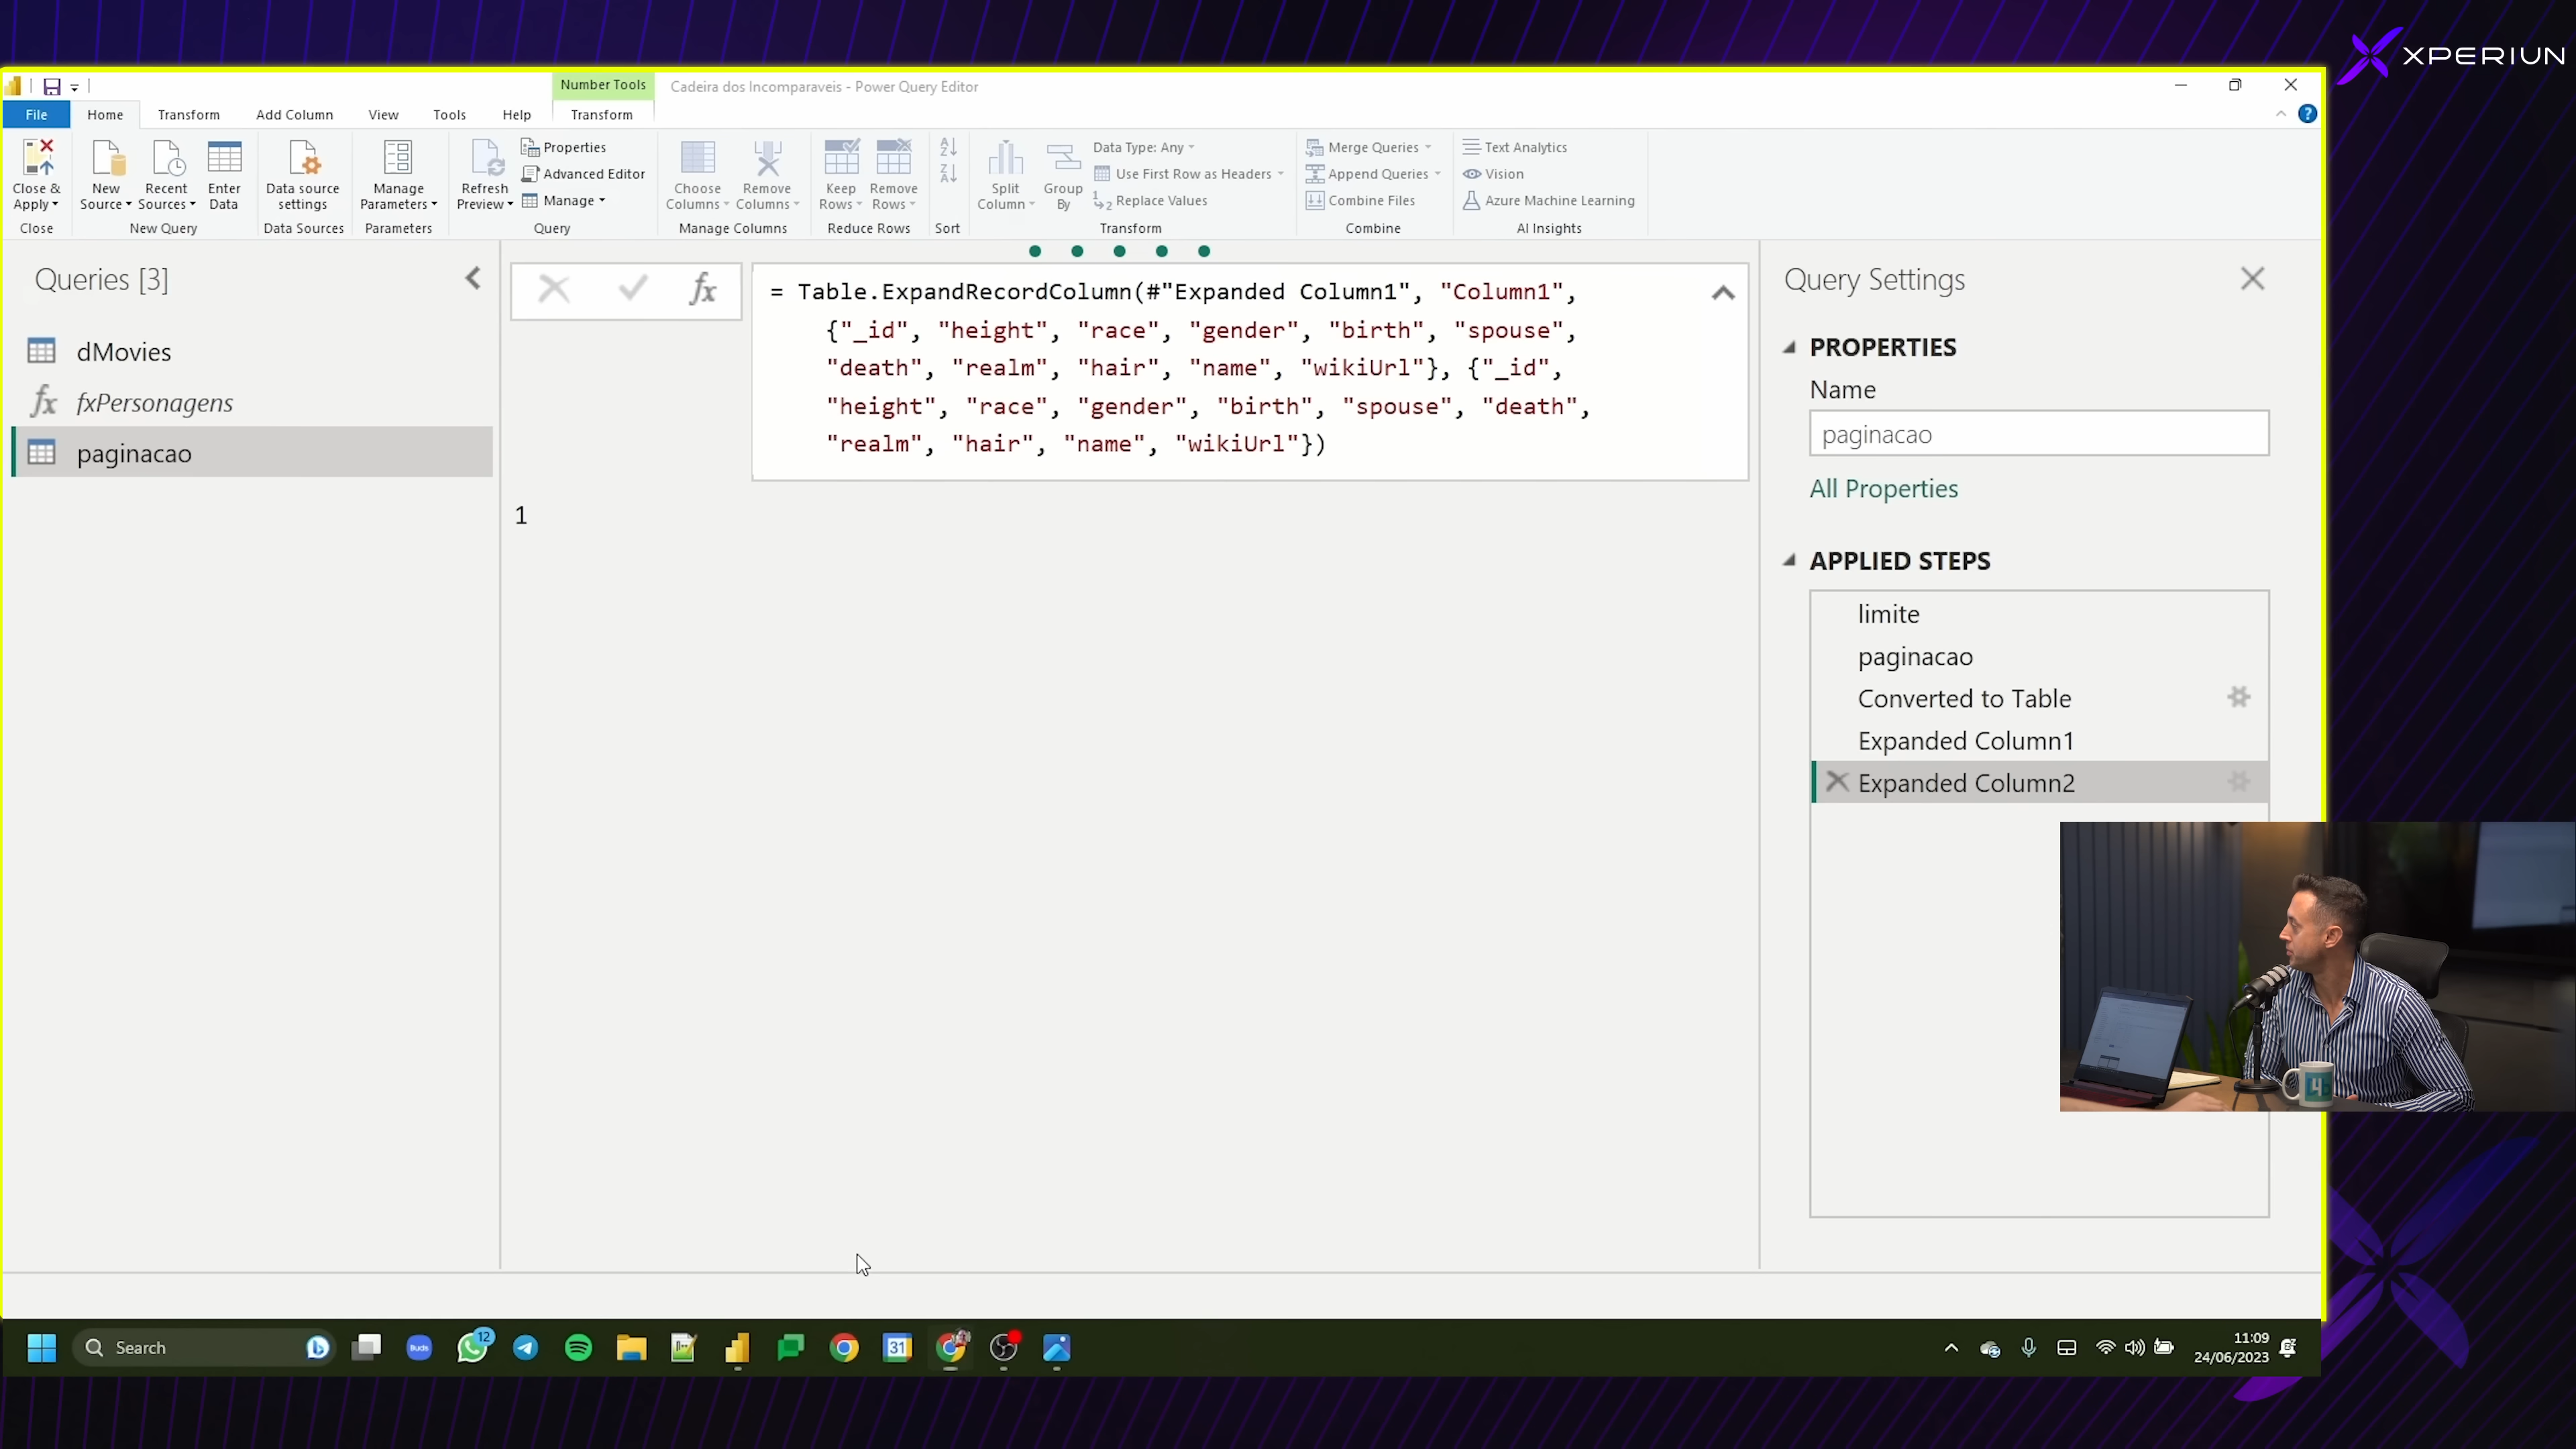 XPERIUN
Number Tools
Cadeira dos Incomparaveis - Power Query Editor
File
Home
Transform
Add Column
View
Tools
Help
Transform
Close &
Apply
New
Source
Recent
Sources
Enter
Data
Data source
settings
Manage
Parameters
Refresh
Preview
Properties
Advanced Editor
Manage
Choose
Columns
Remove
Columns
Keep
Rows
Remove
Rows
Split
Column
Group
By
Data Type: Any
Use First Row as Headers
Replace Values
Merge Queries
Append Queries
Combine Files
Text Analytics
Vision
Azure Machine Learning
Close
New Query
Data Sources
Parameters
Query
Manage Columns
Reduce Rows
Sort
Transform
Combine
AI Insights
Queries [3]
dMovies
fx fxPersonagens
paginacao
fx
= Table.ExpandRecordColumn(#"Expanded Column1", "Column1",
{"_id", "height", "race", "gender", "birth", "spouse",
"death", "realm", "hair", "name", "wikiUrl"}, {"_id",
"height", "race", "gender", "birth", "spouse", "death",
"realm", "hair", "name", "wikiUrl"})
1
Query Settings
PROPERTIES
Name
paginacao
All Properties
APPLIED STEPS
limite
paginacao
Converted to Table
Expanded Column1
Expanded Column2
Search
Buds
12
31
11:09
24/06/2023